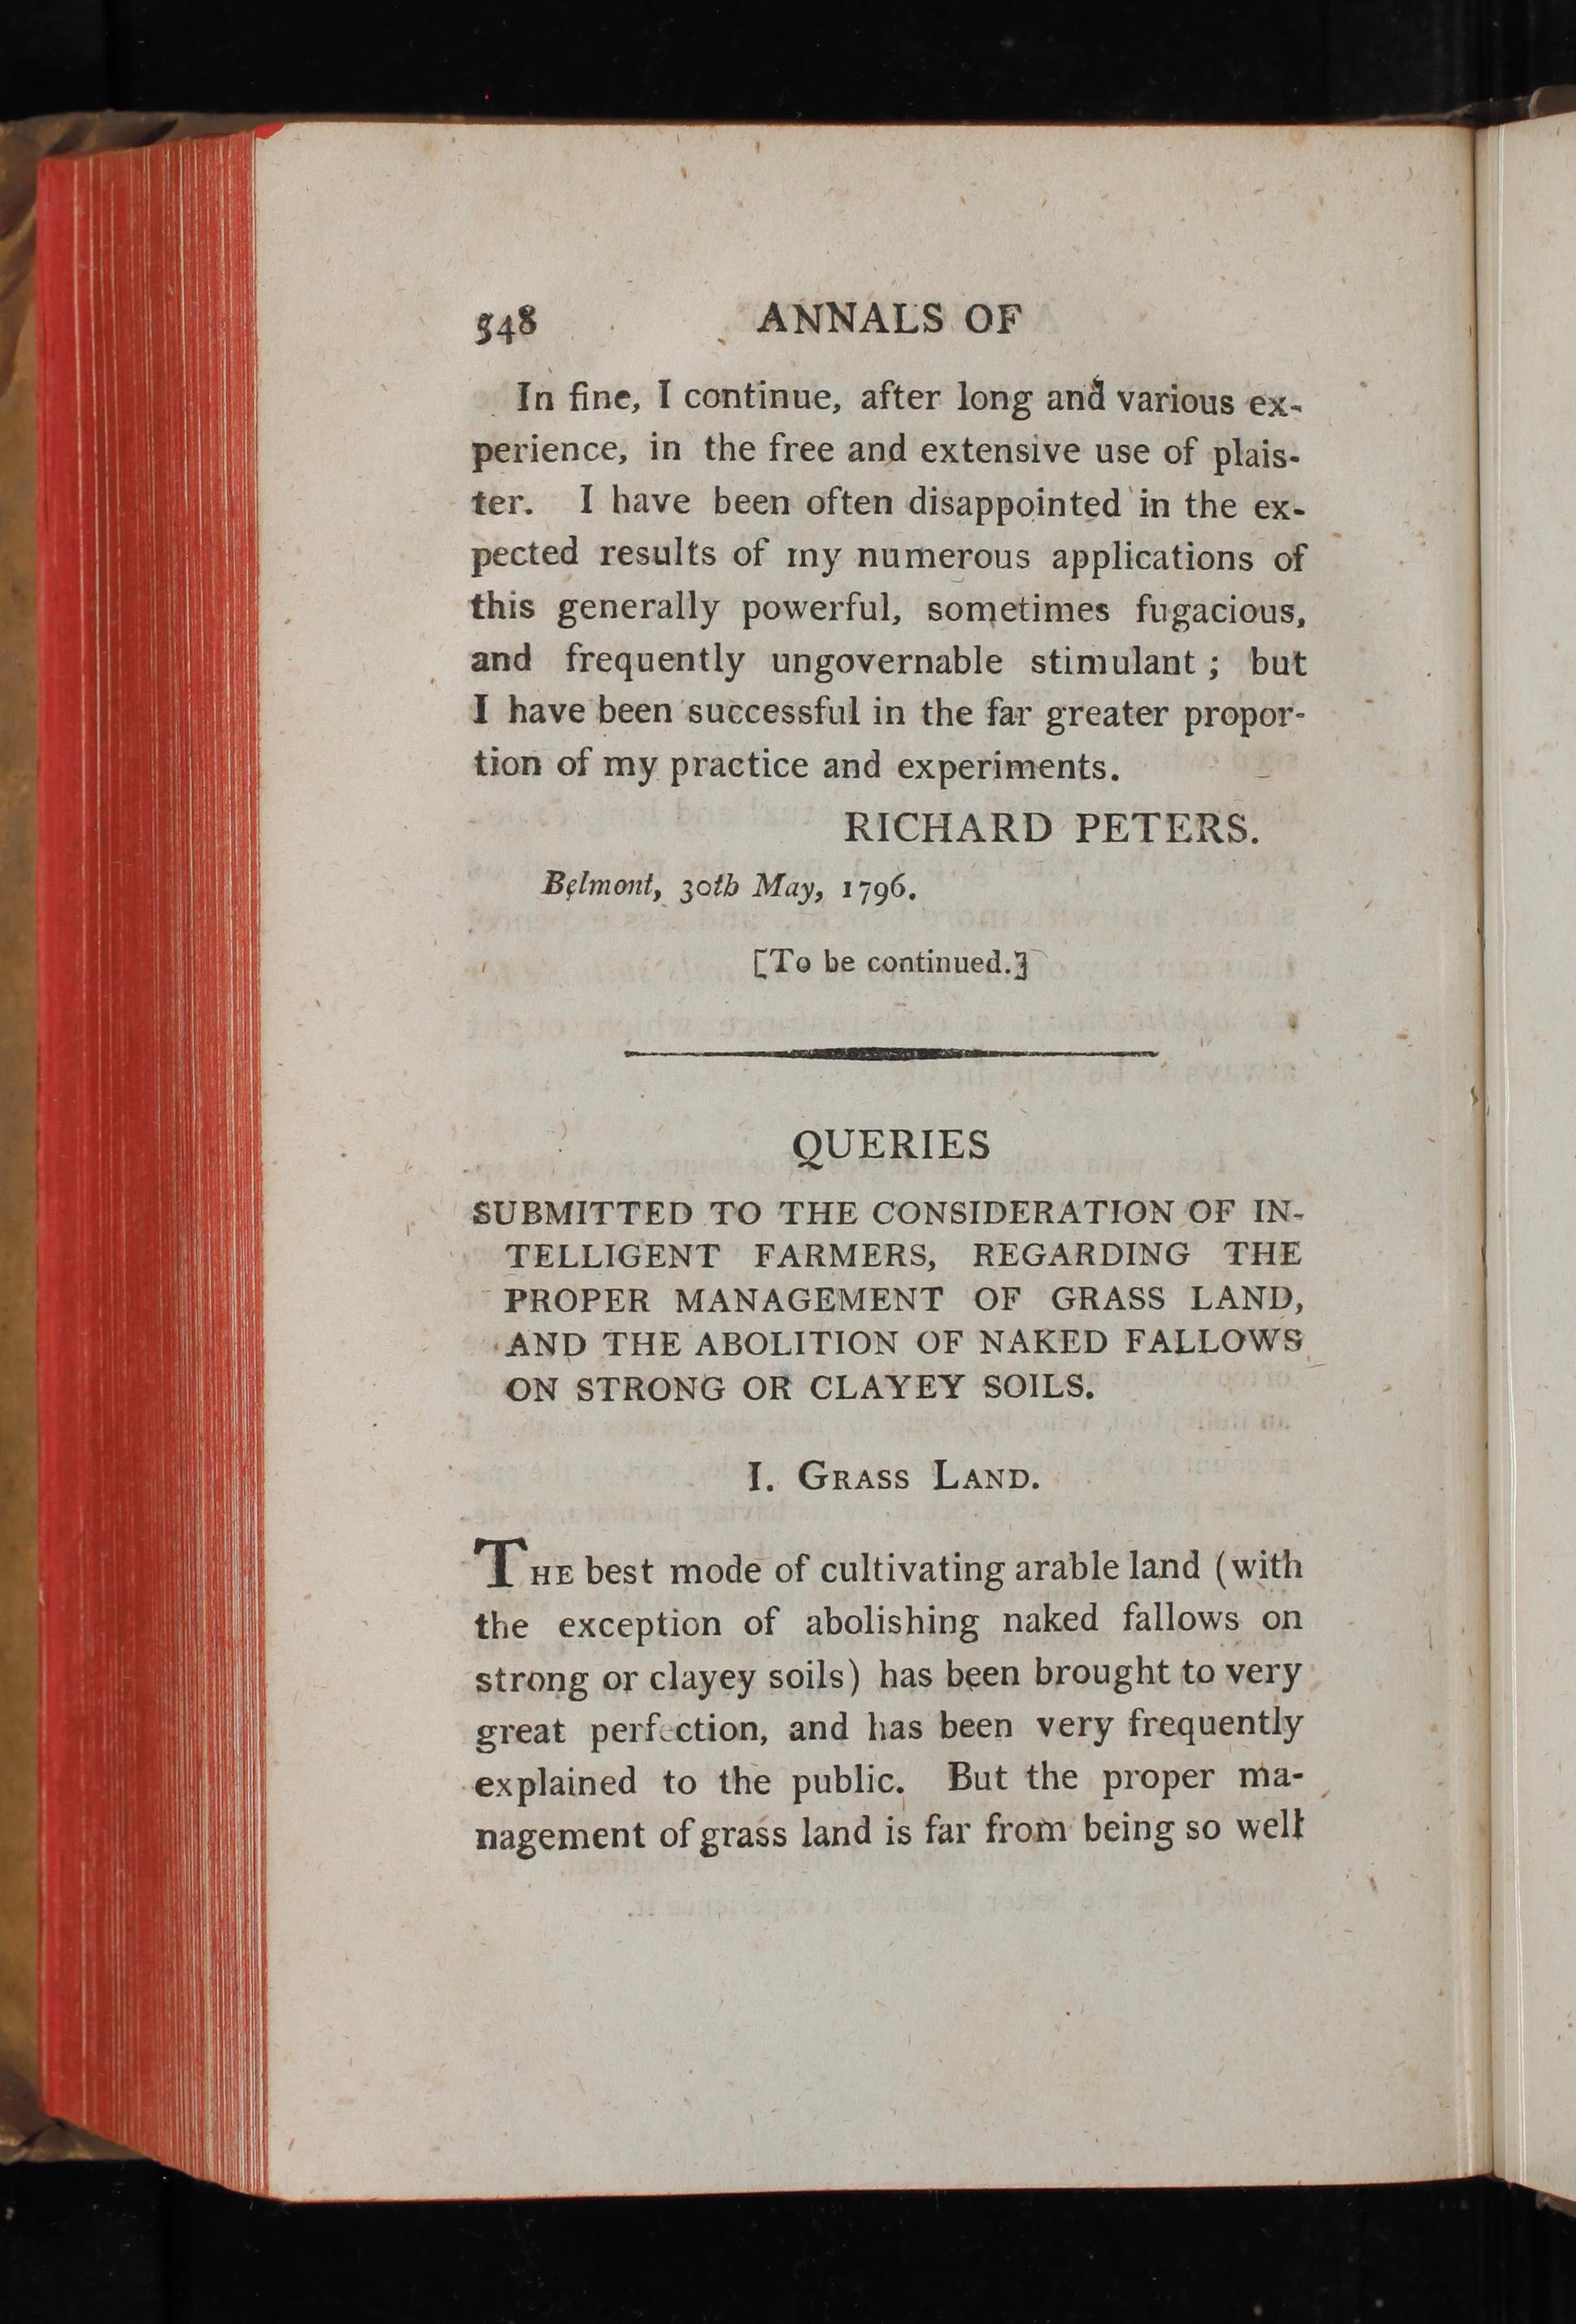 548 ANNALS OF
In fine, I continue, after long and various ex-
perience, in the free and extensive use of plais-
ter. I have been often disappointed in the ex-
pected results of my numerous applications of
this generally powerful, sometimes fugacious,
and frequently ungovernable stimulant ; but
I have been successful in the far greater propor-
tion of my practice and experiments.
RICHARD PETERS.
Belmont, 30th May, 1796.
[To be continued.]
QUERIES
SUBMITTED TO THE CONSIDERATION OF IN-
TELLIGENT FARMERS, REGARDING THE
PROPER MANAGEMENT OF GRASS LAND,
AND THE ABOLITION OF NAKED FALLOWS
ON STRONG OR CLAYEY SOILS.
I. GRASS LAND.
THE best mode of cultivating arable land (with
the exception of abolishing naked fallows on
strong or clayey soils) has been brought to very
great perfection, and has been very frequently
explained to the public. But the proper ma-
nagement of grass land is far from being so well